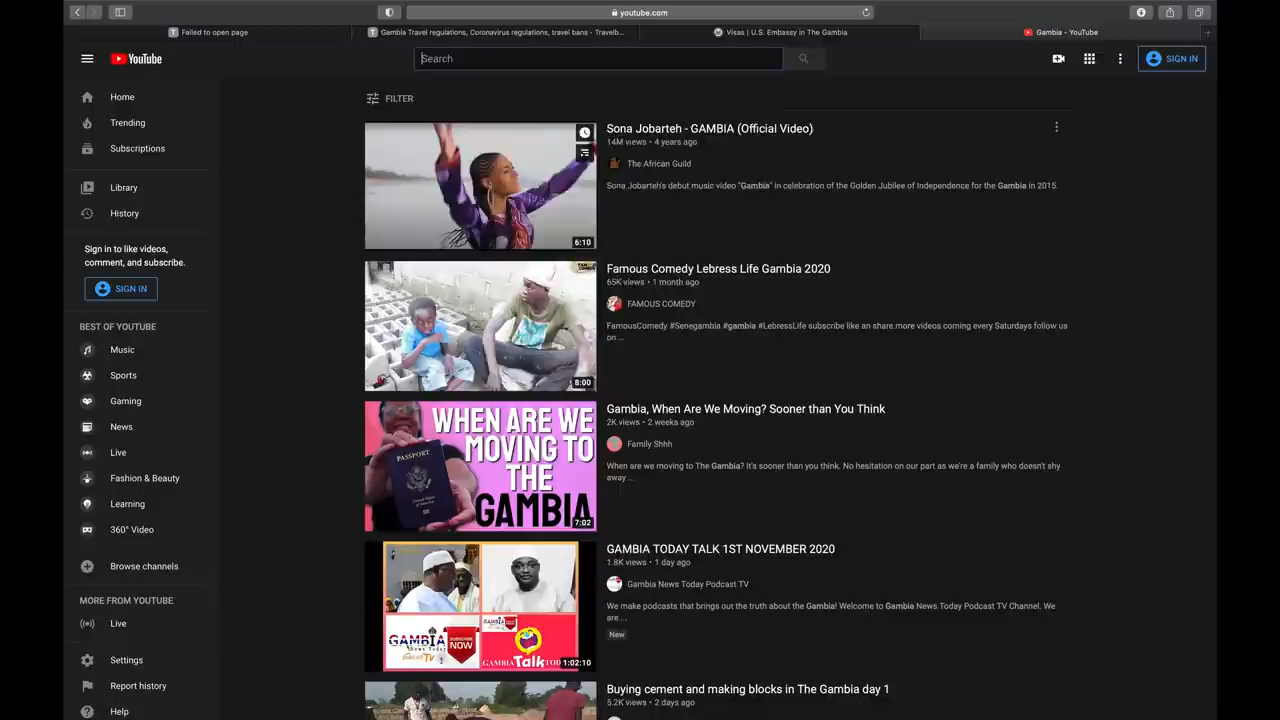 youtube.com
Failed to open page
Gambia Travel regulations, Coronavirus regulations, travel bans - Travelb...
Visas | U.S. Embassy in The Gambia
Gambia - YouTube
YouTube
Search
SIGN IN
Home
Trending
Subscriptions
Library
History
Sign in to like videos,
comment, and subscribe.
SIGN IN
BEST OF YOUTUBE
Music
Sports
Gaming
News
Live
Fashion & Beauty
Learning
360° Video
Browse channels
MORE FROM YOUTUBE
Live
Settings
Report history
Help
FILTER
6:10
Sona Jobarteh - GAMBIA (Official Video)
14M views • 4 years ago
The African Guild
Sona Jobarteh's debut music video "Gambia" in celebration of the Golden Jubilee of Independence for the Gambia in 2015.
8:00
Famous Comedy Lebress Life Gambia 2020
65K views • 1 month ago
FAMOUS COMEDY
FamousComedy #Senegambia #gambia #LebressLife subscribe like an share.more videos coming every Saturdays follow us
on ...
WHEN ARE WE
MOVING TO
THE
GAMBIA
PASSPORT
7:02
Gambia, When Are We Moving? Sooner than You Think
2K views • 2 weeks ago
Family Shhh
When are we moving to The Gambia? It's sooner than you think. No hesitation on our part as we're a family who doesn't shy
away ...
GAMBIA
News Today
TV
SUBSCRIBE
NOW
GAMBIA Talk TOD
1:02:10
GAMBIA TODAY TALK 1ST NOVEMBER 2020
1.8K views • 1 day ago
Gambia News Today Podcast TV
We make podcasts that brings out the truth about the Gambia! Welcome to Gambia News Today Podcast TV Channel. We
are ...
New
Buying cement and making blocks in The Gambia day 1
5.2K views • 2 days ago